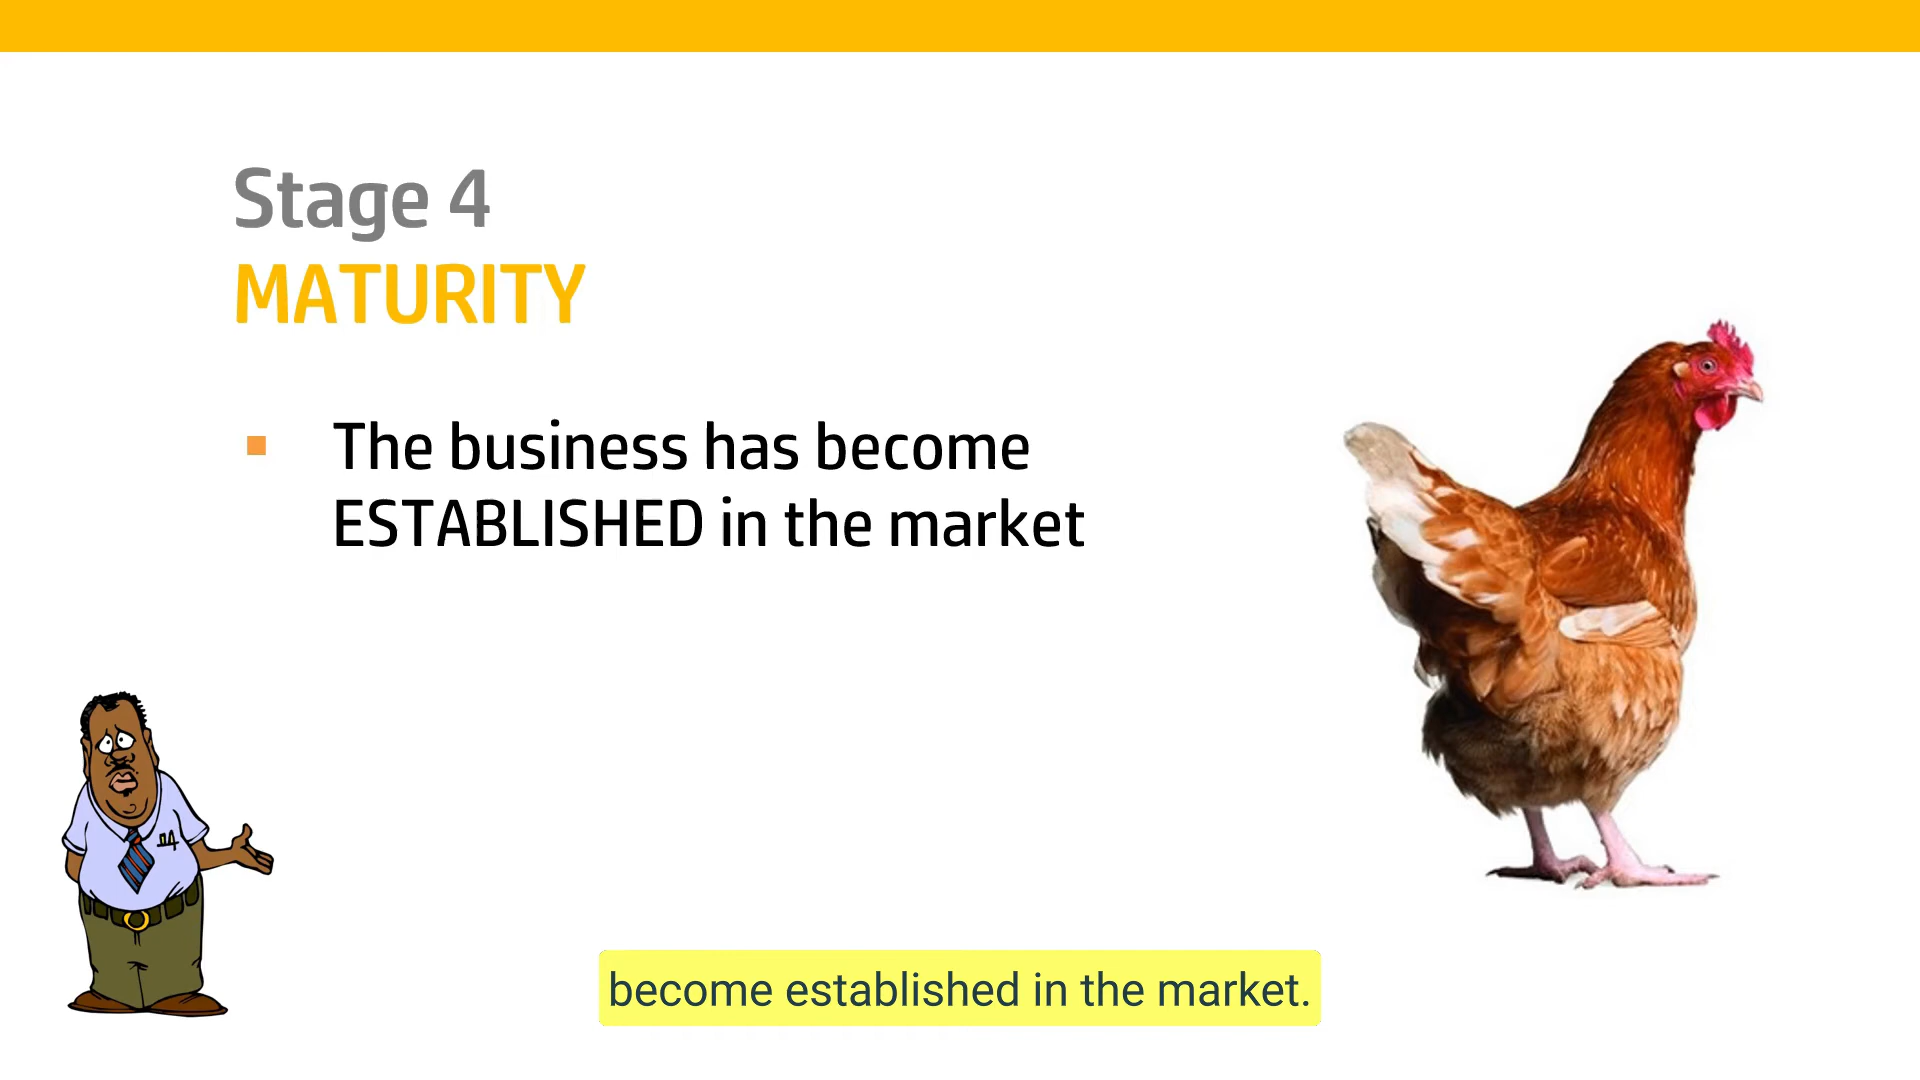 Stage 4
MATURITY
▪ The business has become
ESTABLISHED in the market
become established in the market.